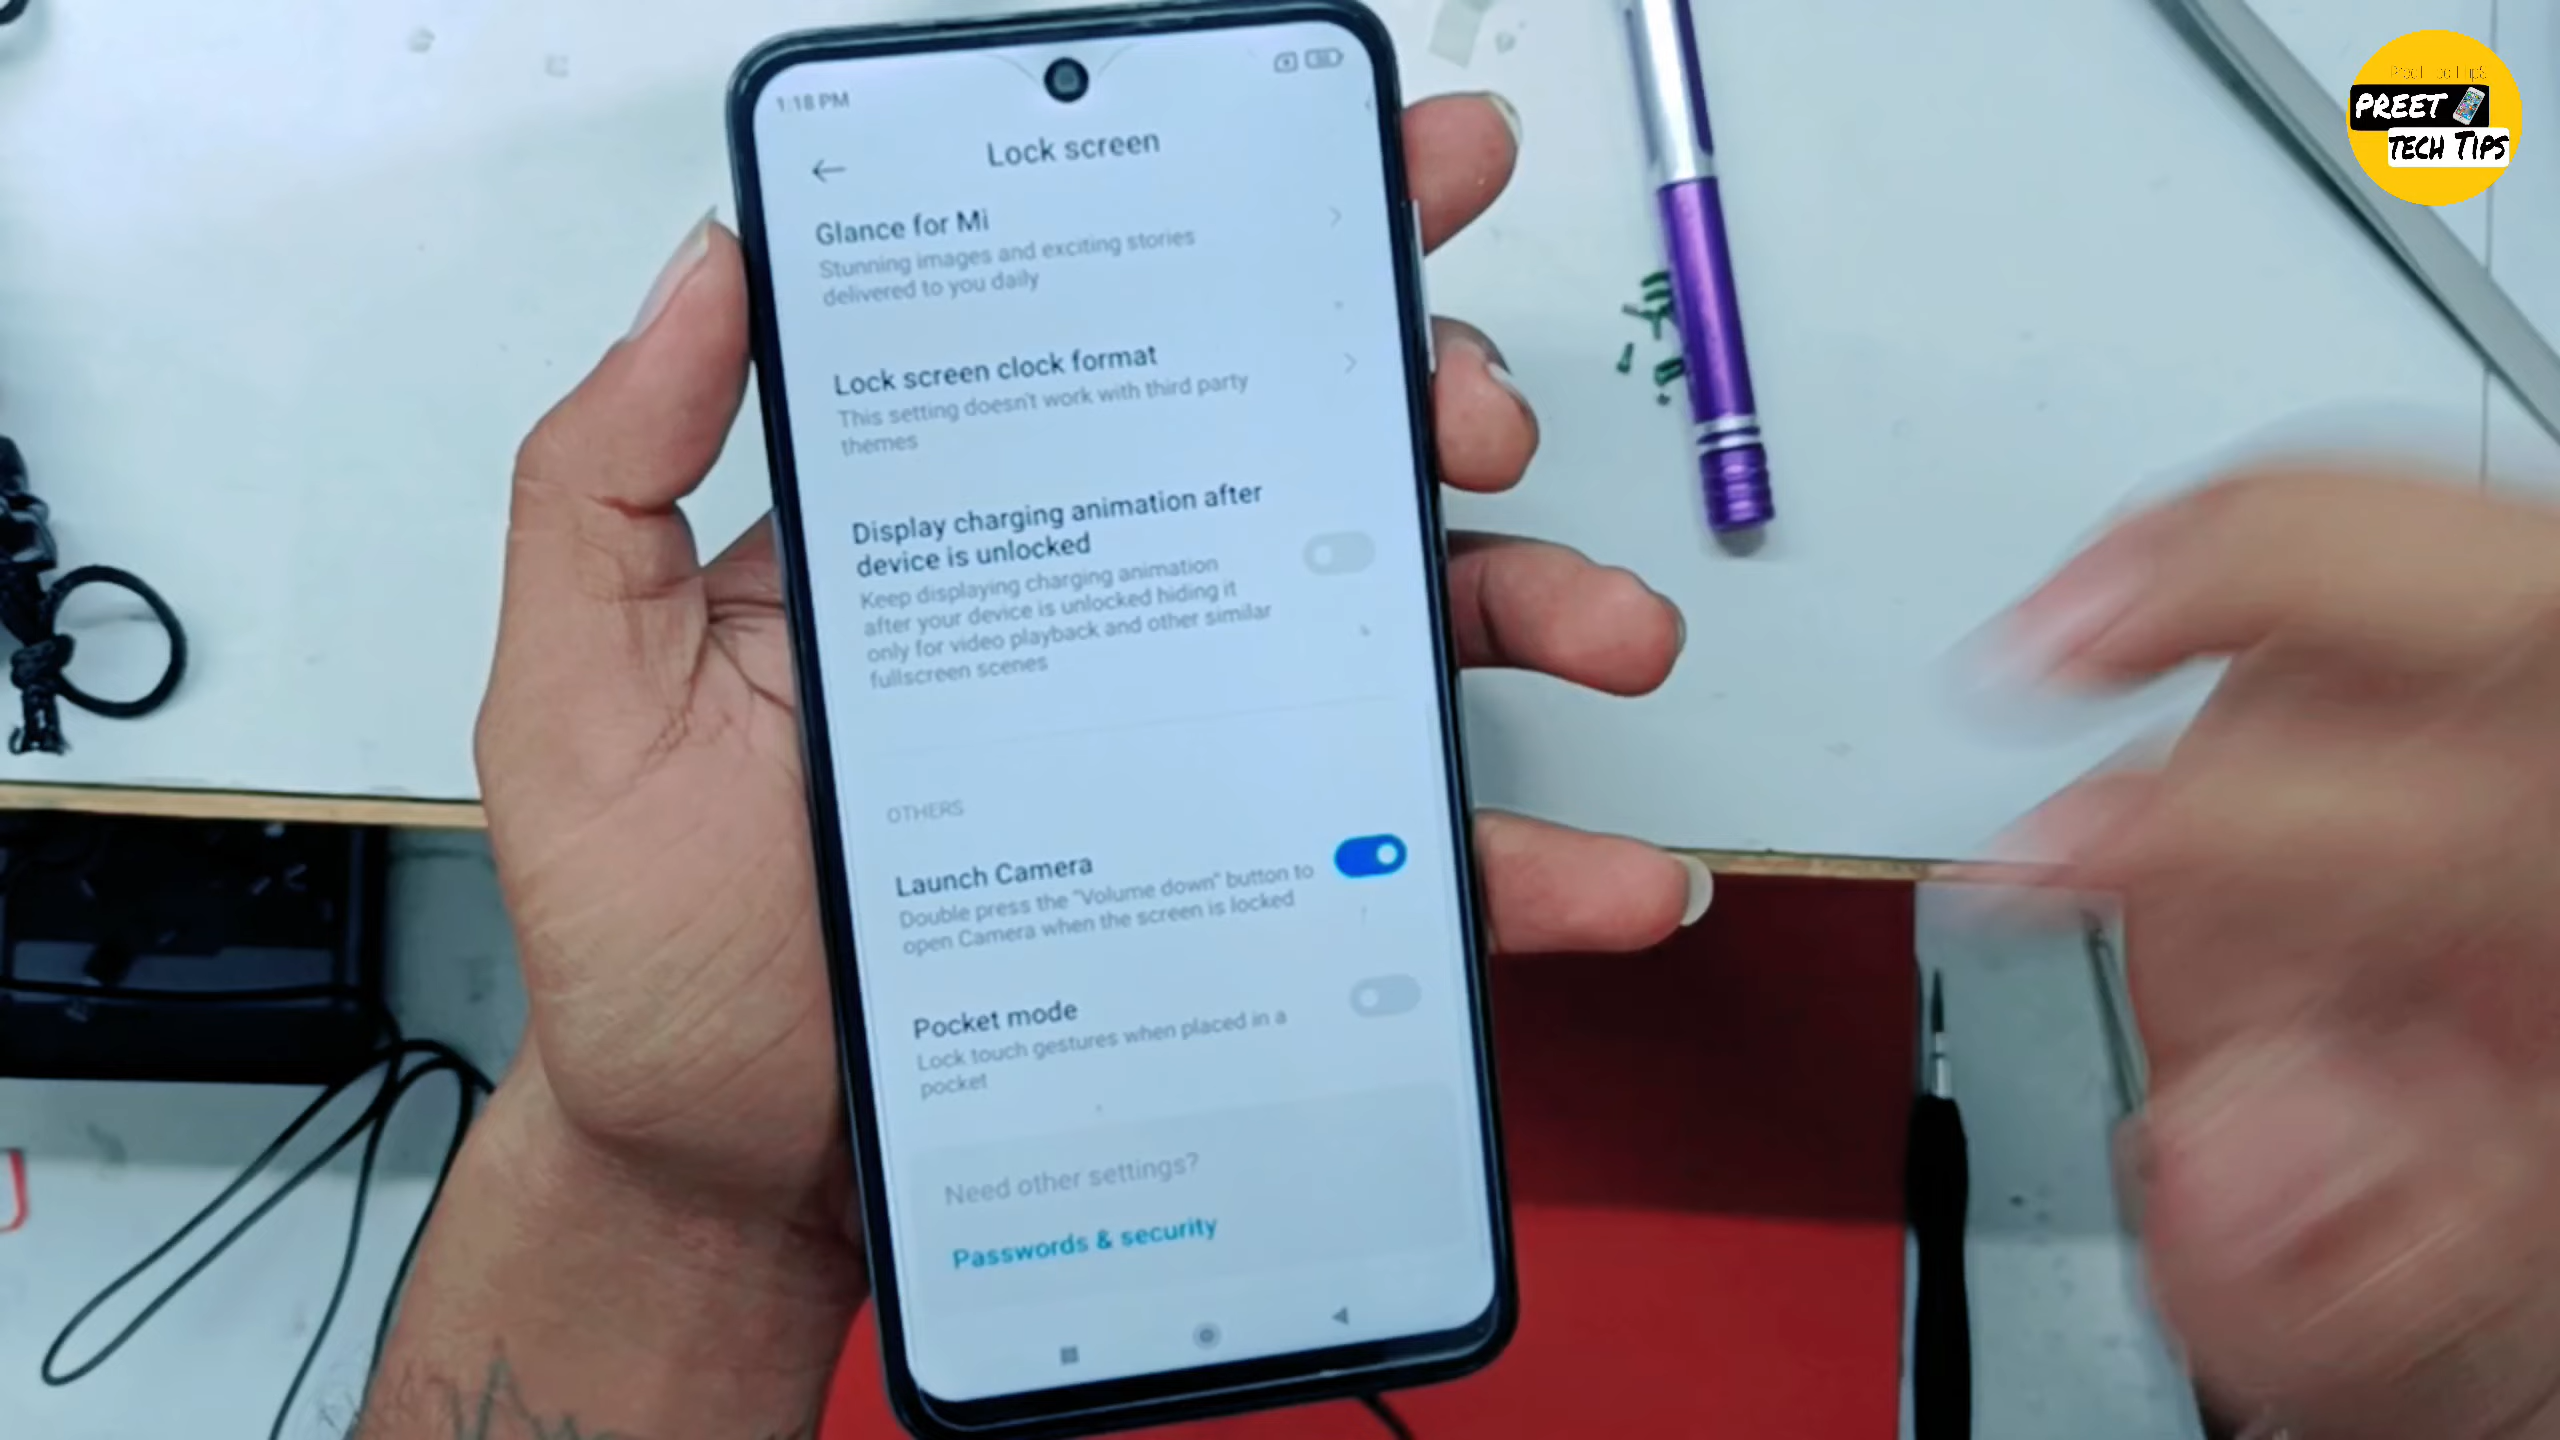 PREET
TECH TIPS
1:18 PM
Lock screen
Glance for Mi
Stunning images and exciting stories
delivered to you daily
Lock screen clock format
This setting doesn't work with third party
themes
Display charging animation after
device is unlocked
Keep displaying charging animation
after your device is unlocked hiding it
only for video playback and other similar
fullscreen scenes
OTHERS
Launch Camera
Double press the "Volume down" button to
open Camera when the screen is locked
Pocket mode
Lock touch gestures when placed in a
pocket
Need other settings?
Passwords & security